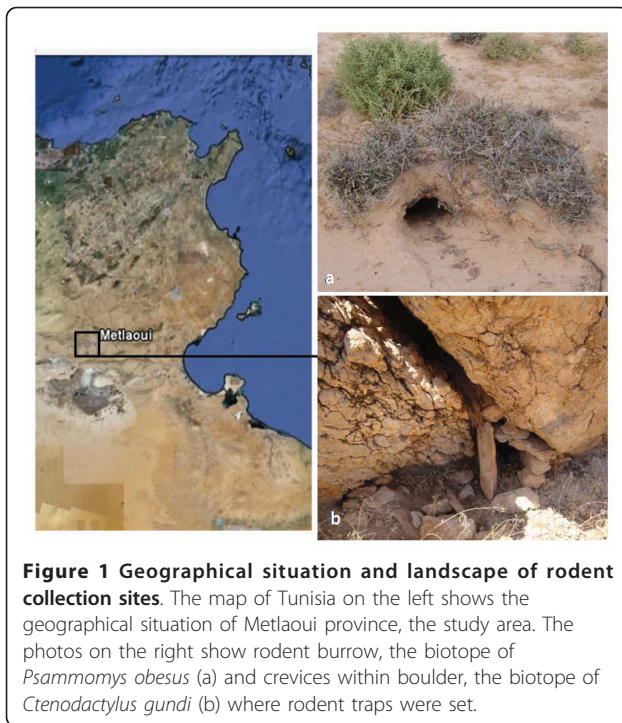 Metlaoui
a
b
Figure 1 Geographical situation and landscape of rodent
collection sites. The map of Tunisia on the left shows the
geographical situation of Metlaoui province, the study area. The
photos on the right show rodent burrow, the biotope of
Psammomys obesus (a) and crevices within boulder, the biotope of
Ctenodactylus gundi (b) where rodent traps were set.